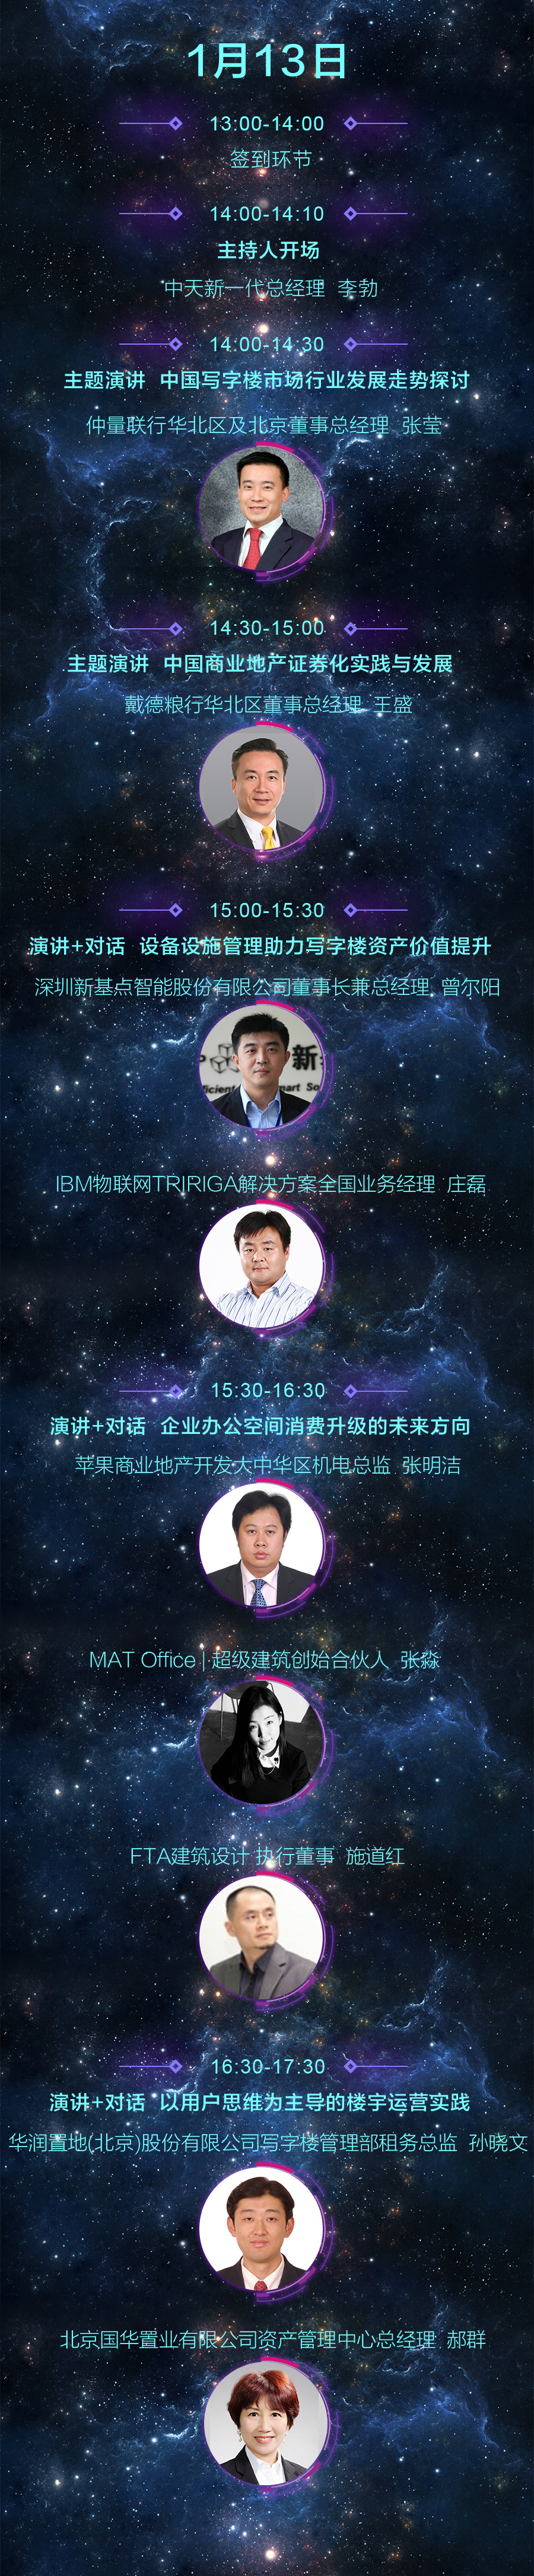 1月13日
13:00-14:00
签到环节
14:00-14:10
主持人开场
中天新一代总经理 李勃
14:00-14:30
主题演讲 中国写字楼市场行业发展走势探讨
仲量联行华北区及北京董事总经理 张莹
14:30-15:00
主题演讲 中国商业地产证券化实践与发展
戴德粮行华北区董事总经理 王盛
15:00-15:30
演讲+对话 设备设施管理助力写字楼资产价值提升
深圳新基点智能股份有限公司董事长兼总经理 曾尔阳
新
ficient
mart So
IBM物联网TRIRIGA解决方案全国业务经理 庄磊
15:30-16:30
演讲+对话 企业办公空间消费升级的未来方向
苹果商业地产开发大中华区机电总监 张明洁
MAT Office | 超级建筑创始合伙人 张淼
FTA建筑设计 执行董事 施道红
16:30-17:30
演讲+对话 以用户思维为主导的楼宇运营实践
华润置地(北京)股份有限公司写字楼管理部租务总监 孙晓文
北京国华置业有限公司资产管理中心总经理 郝群